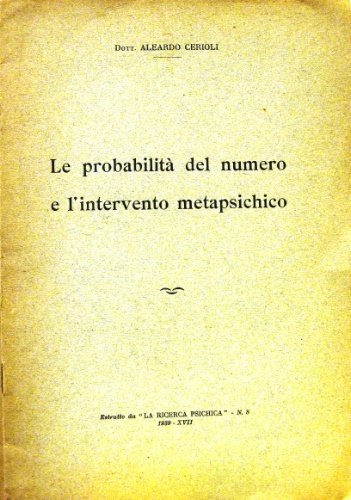 Dott. ALEARDO CERIOLI
Le probabilità del numero
e l'intervento metapsichico
Estratto da "LA RICERCA PSICHICA" - N. 8
1939 - XVII